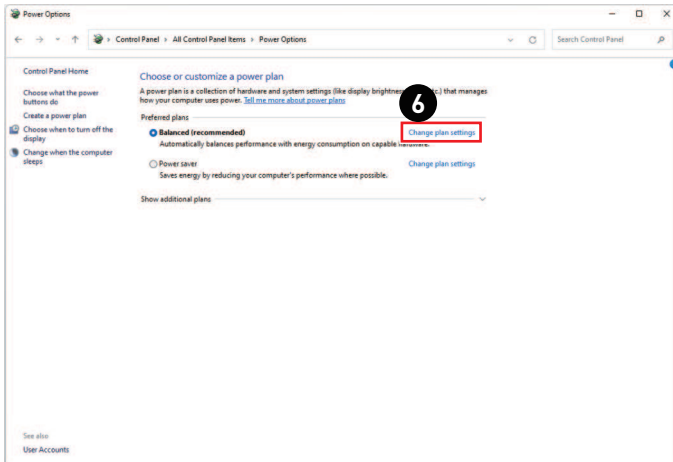 Power Options
Control Panel > All Control Panel Items > Power Options
Search Control Panel
Control Panel Home
Choose what the power
buttons do
Create a power plan
Choose when to turn off the
display
Change when the computer
sleeps
See also
User Accounts
Choose or customize a power plan
A power plan is a collection of hardware and system settings (like display brightness, etc.) that manages
how your computer uses power. Tell me more about power plans
6
Preferred plans
Balanced (recommended)
Change plan settings
Automatically balances performance with energy consumption on capable hardware.
Power saver
Change plan settings
Saves energy by reducing your computer's performance where possible.
Show additional plans